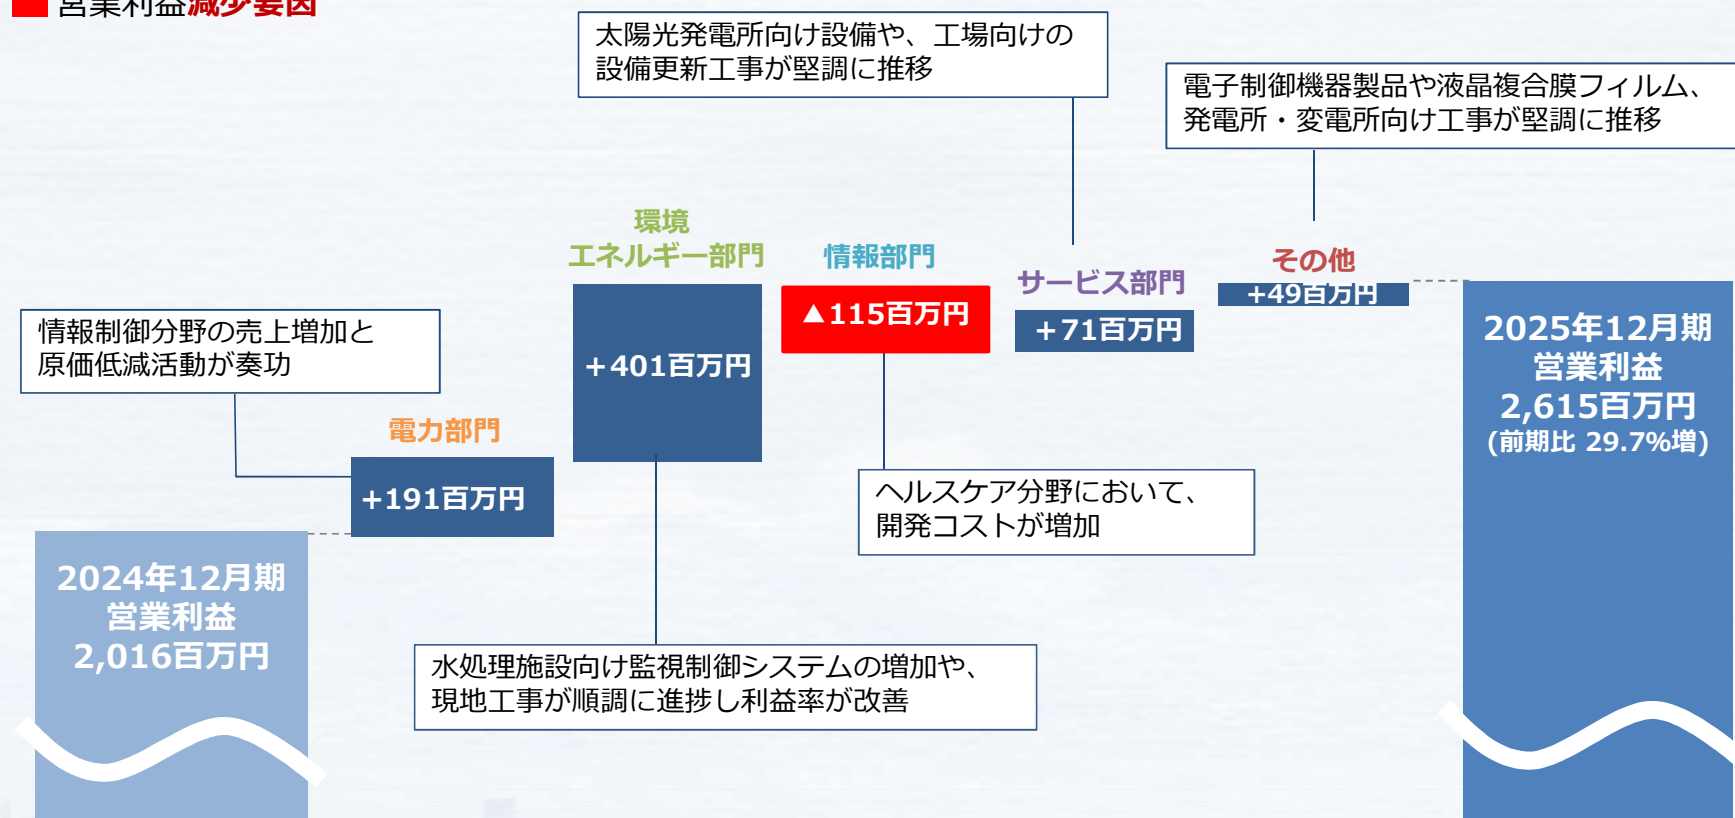 営業利益減少要因
太陽光発電所向け設備や、工場向けの
設備更新工事が堅調に推移
電子制御機器製品や液晶複合膜フィルム、
発電所・変電所向け工事が堅調に推移
環境
エネルギー部門
情報部門
サービス部門
その他
+49百万円
▲115百万円
+71百万円
+401百万円
情報制御分野の売上増加と
原価低減活動が奏功
電力部門
+191百万円
2025年12月期
営業利益
2,615百万円
(前期比 29.7%増)
ヘルスケア分野において、
開発コストが増加
2024年12月期
営業利益
2,016百万円
水処理施設向け監視制御システムの増加や、
現地工事が順調に進捗し利益率が改善